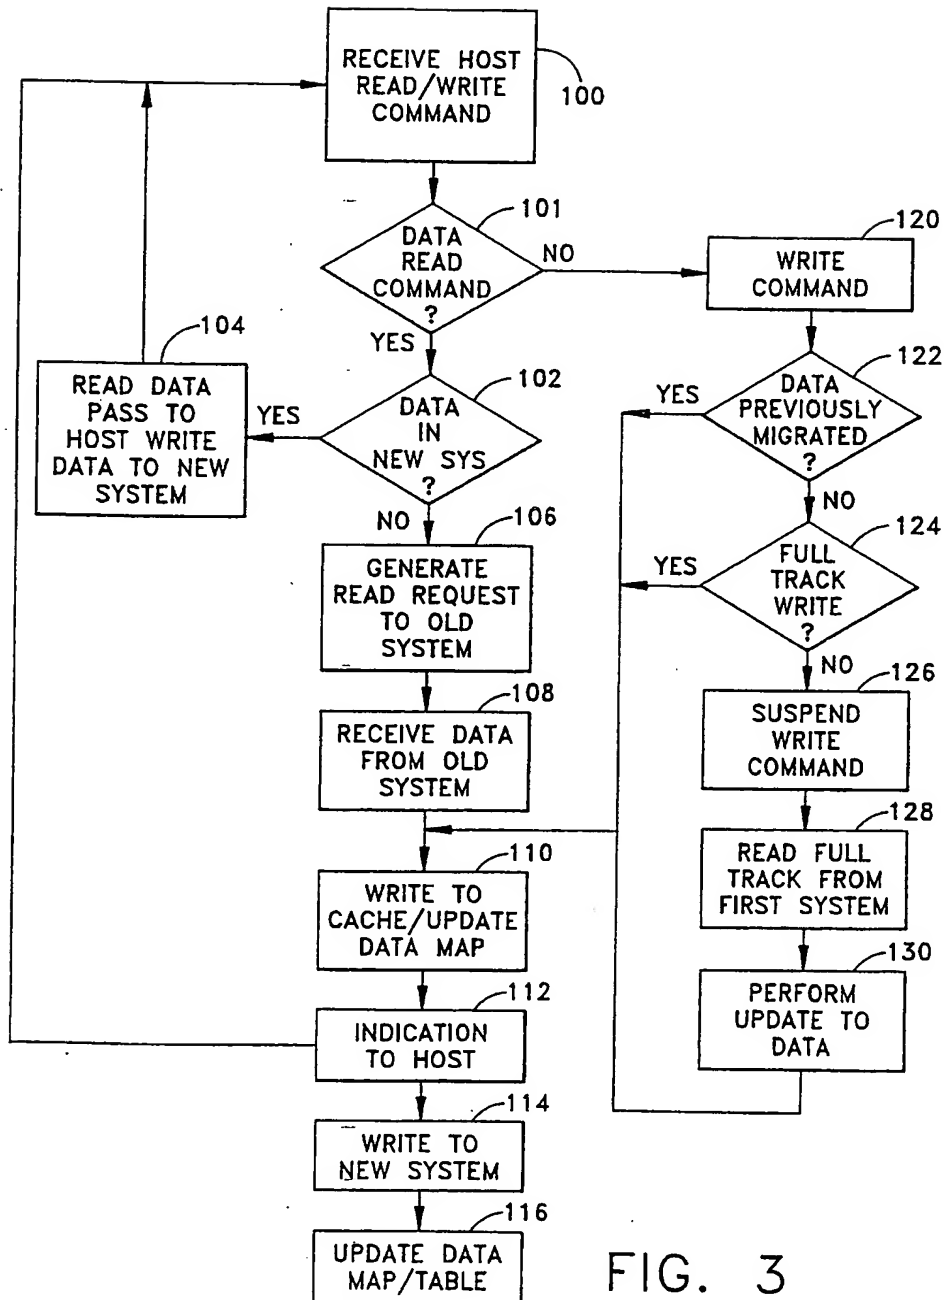 RECEIVE HOST
READ/WRITE
COMMAND
100
101
DATA
READ
COMMAND
?
NO
YES
120
WRITE
COMMAND
104
READ DATA
PASS TO
HOST WRITE
DATA TO NEW
SYSTEM
YES
102
DATA
IN
NEW SYS
?
NO
122
DATA
PREVIOUSLY
MIGRATED
?
YES
NO
106
GENERATE
READ REQUEST
TO OLD
SYSTEM
124
FULL
TRACK
WRITE
?
YES
NO
108
RECEIVE DATA
FROM OLD
SYSTEM
126
SUSPEND
WRITE
COMMAND
110
WRITE TO
CACHE/UPDATE
DATA MAP
128
READ FULL
TRACK FROM
FIRST SYSTEM
112
INDICATION
TO HOST
130
PERFORM
UPDATE TO
DATA
114
WRITE TO
NEW SYSTEM
116
UPDATE DATA
MAP/TABLE
FIG. 3